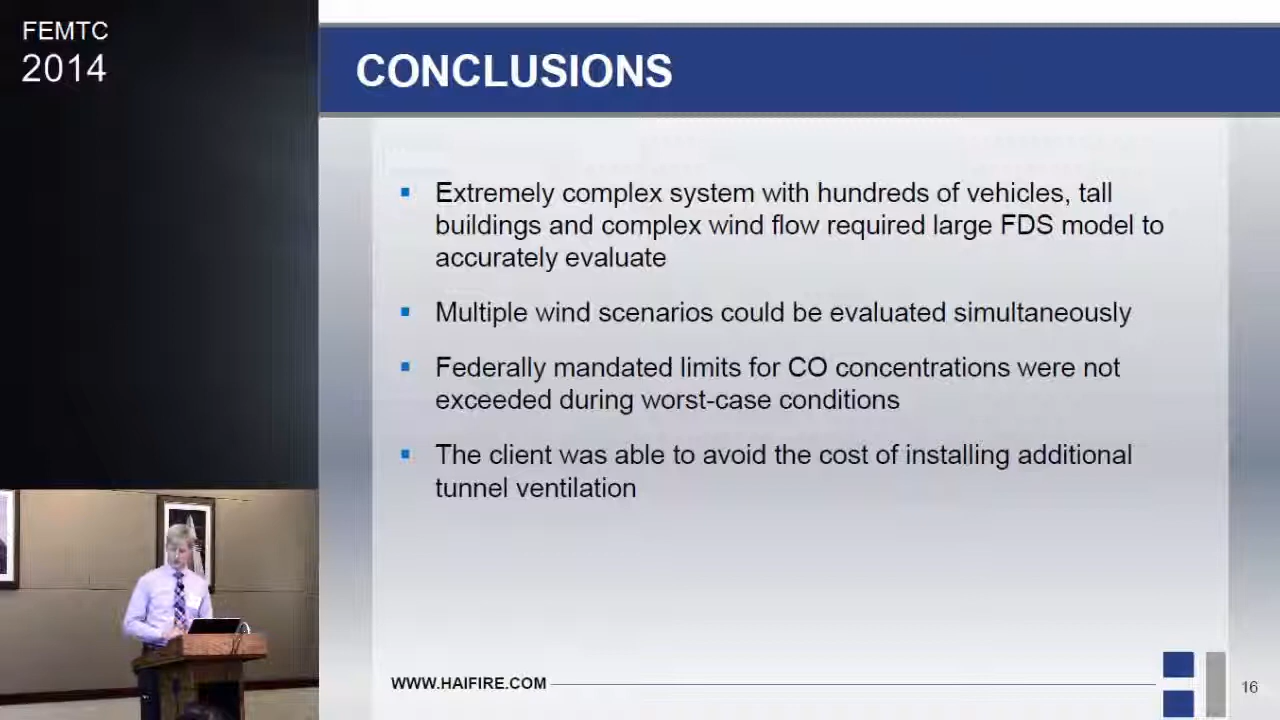 FEMTC
2014
CONCLUSIONS
▪ Extremely complex system with hundreds of vehicles, tall
buildings and complex wind flow required large FDS model to
accurately evaluate
▪ Multiple wind scenarios could be evaluated simultaneously
▪ Federally mandated limits for CO concentrations were not
exceeded during worst-case conditions
▪ The client was able to avoid the cost of installing additional
tunnel ventilation
WWW.HAIFIRE.COM
16